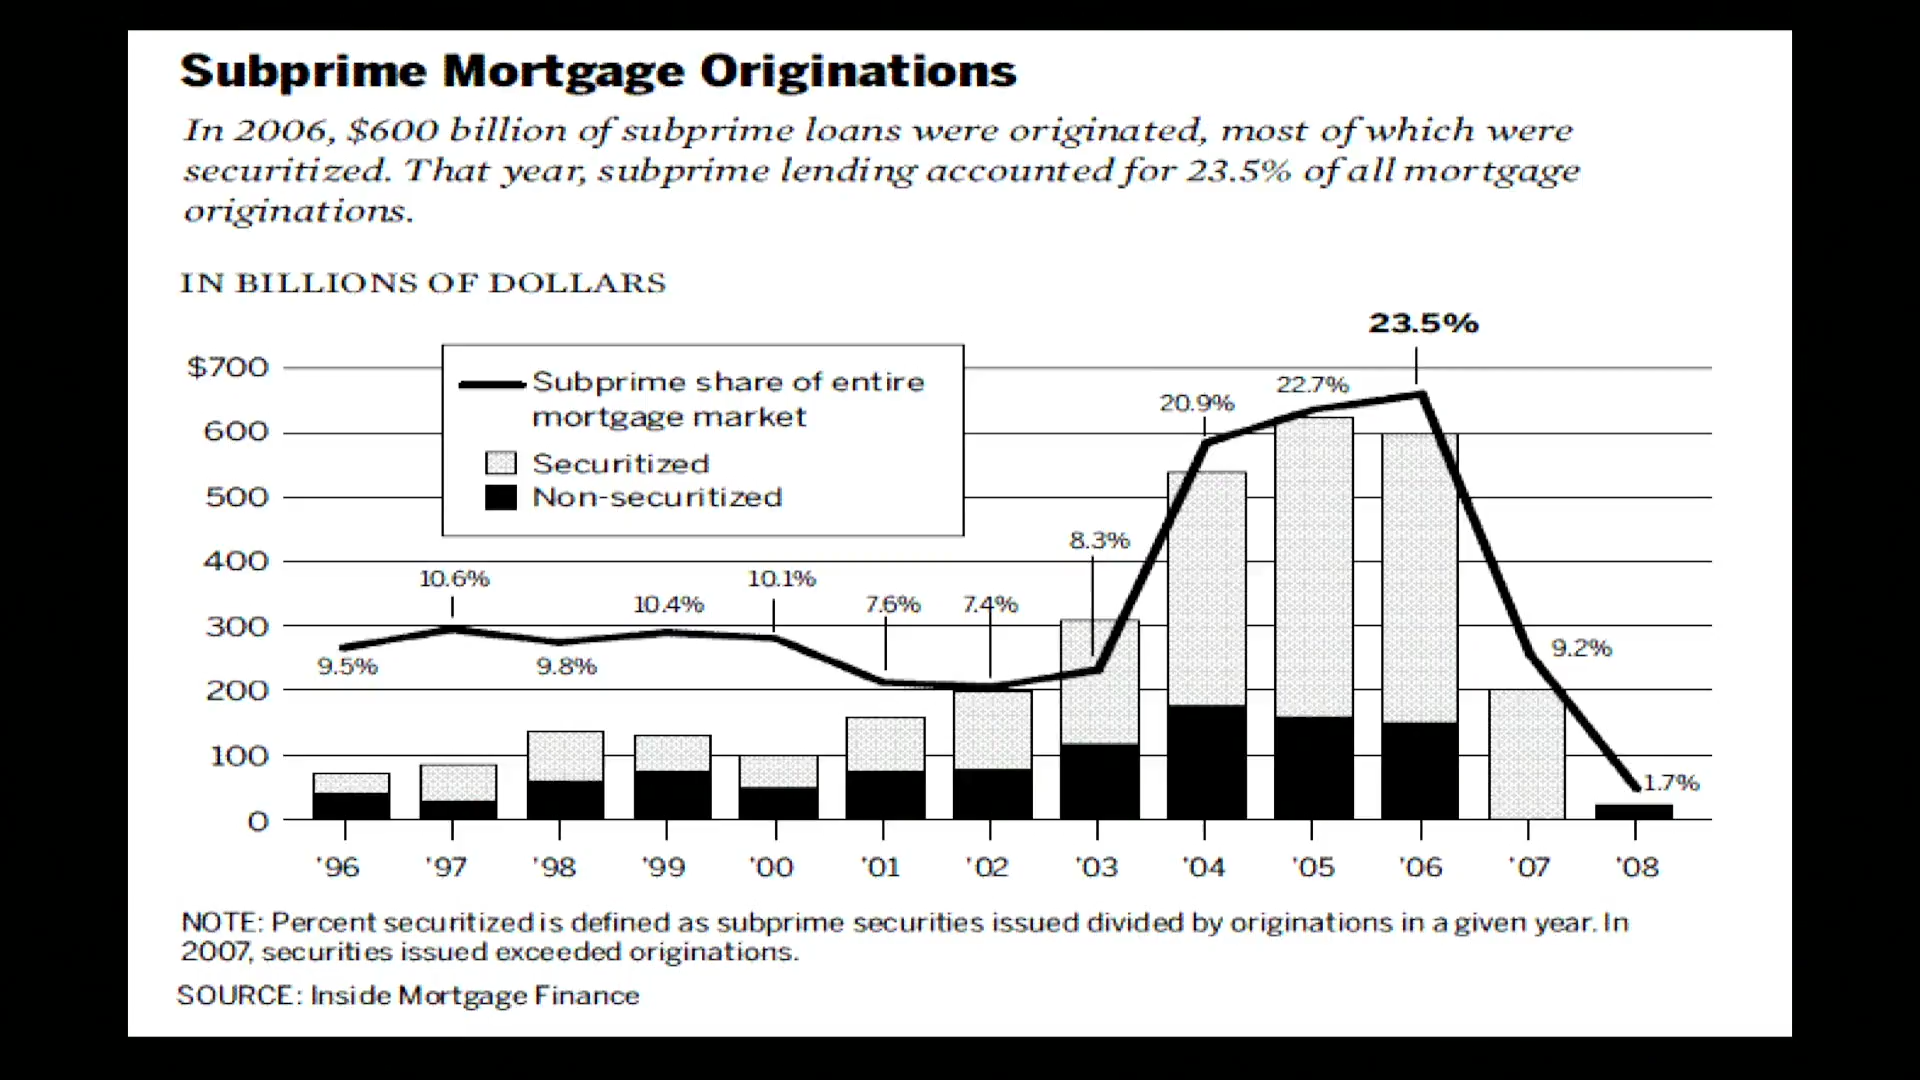 Subprime Mortgage Originations
In 2006, $600 billion of subprime loans were originated, most of which were
securitized. That year, subprime lending accounted for 23.5% of all mortgage
originations.
IN BILLIONS OF DOLLARS
23.5%
$700
600
500
400
300
200
100
0
Subprime share of entire
mortgage market
Securitized
Non-securitized
9.5%
10.6%
9.8%
10.4%
10.1%
7.6%
7.4%
8.3%
20.9%
22.7%
9.2%
1.7%
'96 '97 '98 '99 '00 '01 '02 '03 '04 '05 '06 '07 '08
NOTE: Percent securitized is defined as subprime securities issued divided by originations in a given year. In
2007, securities issued exceeded originations.
SOURCE: Inside Mortgage Finance